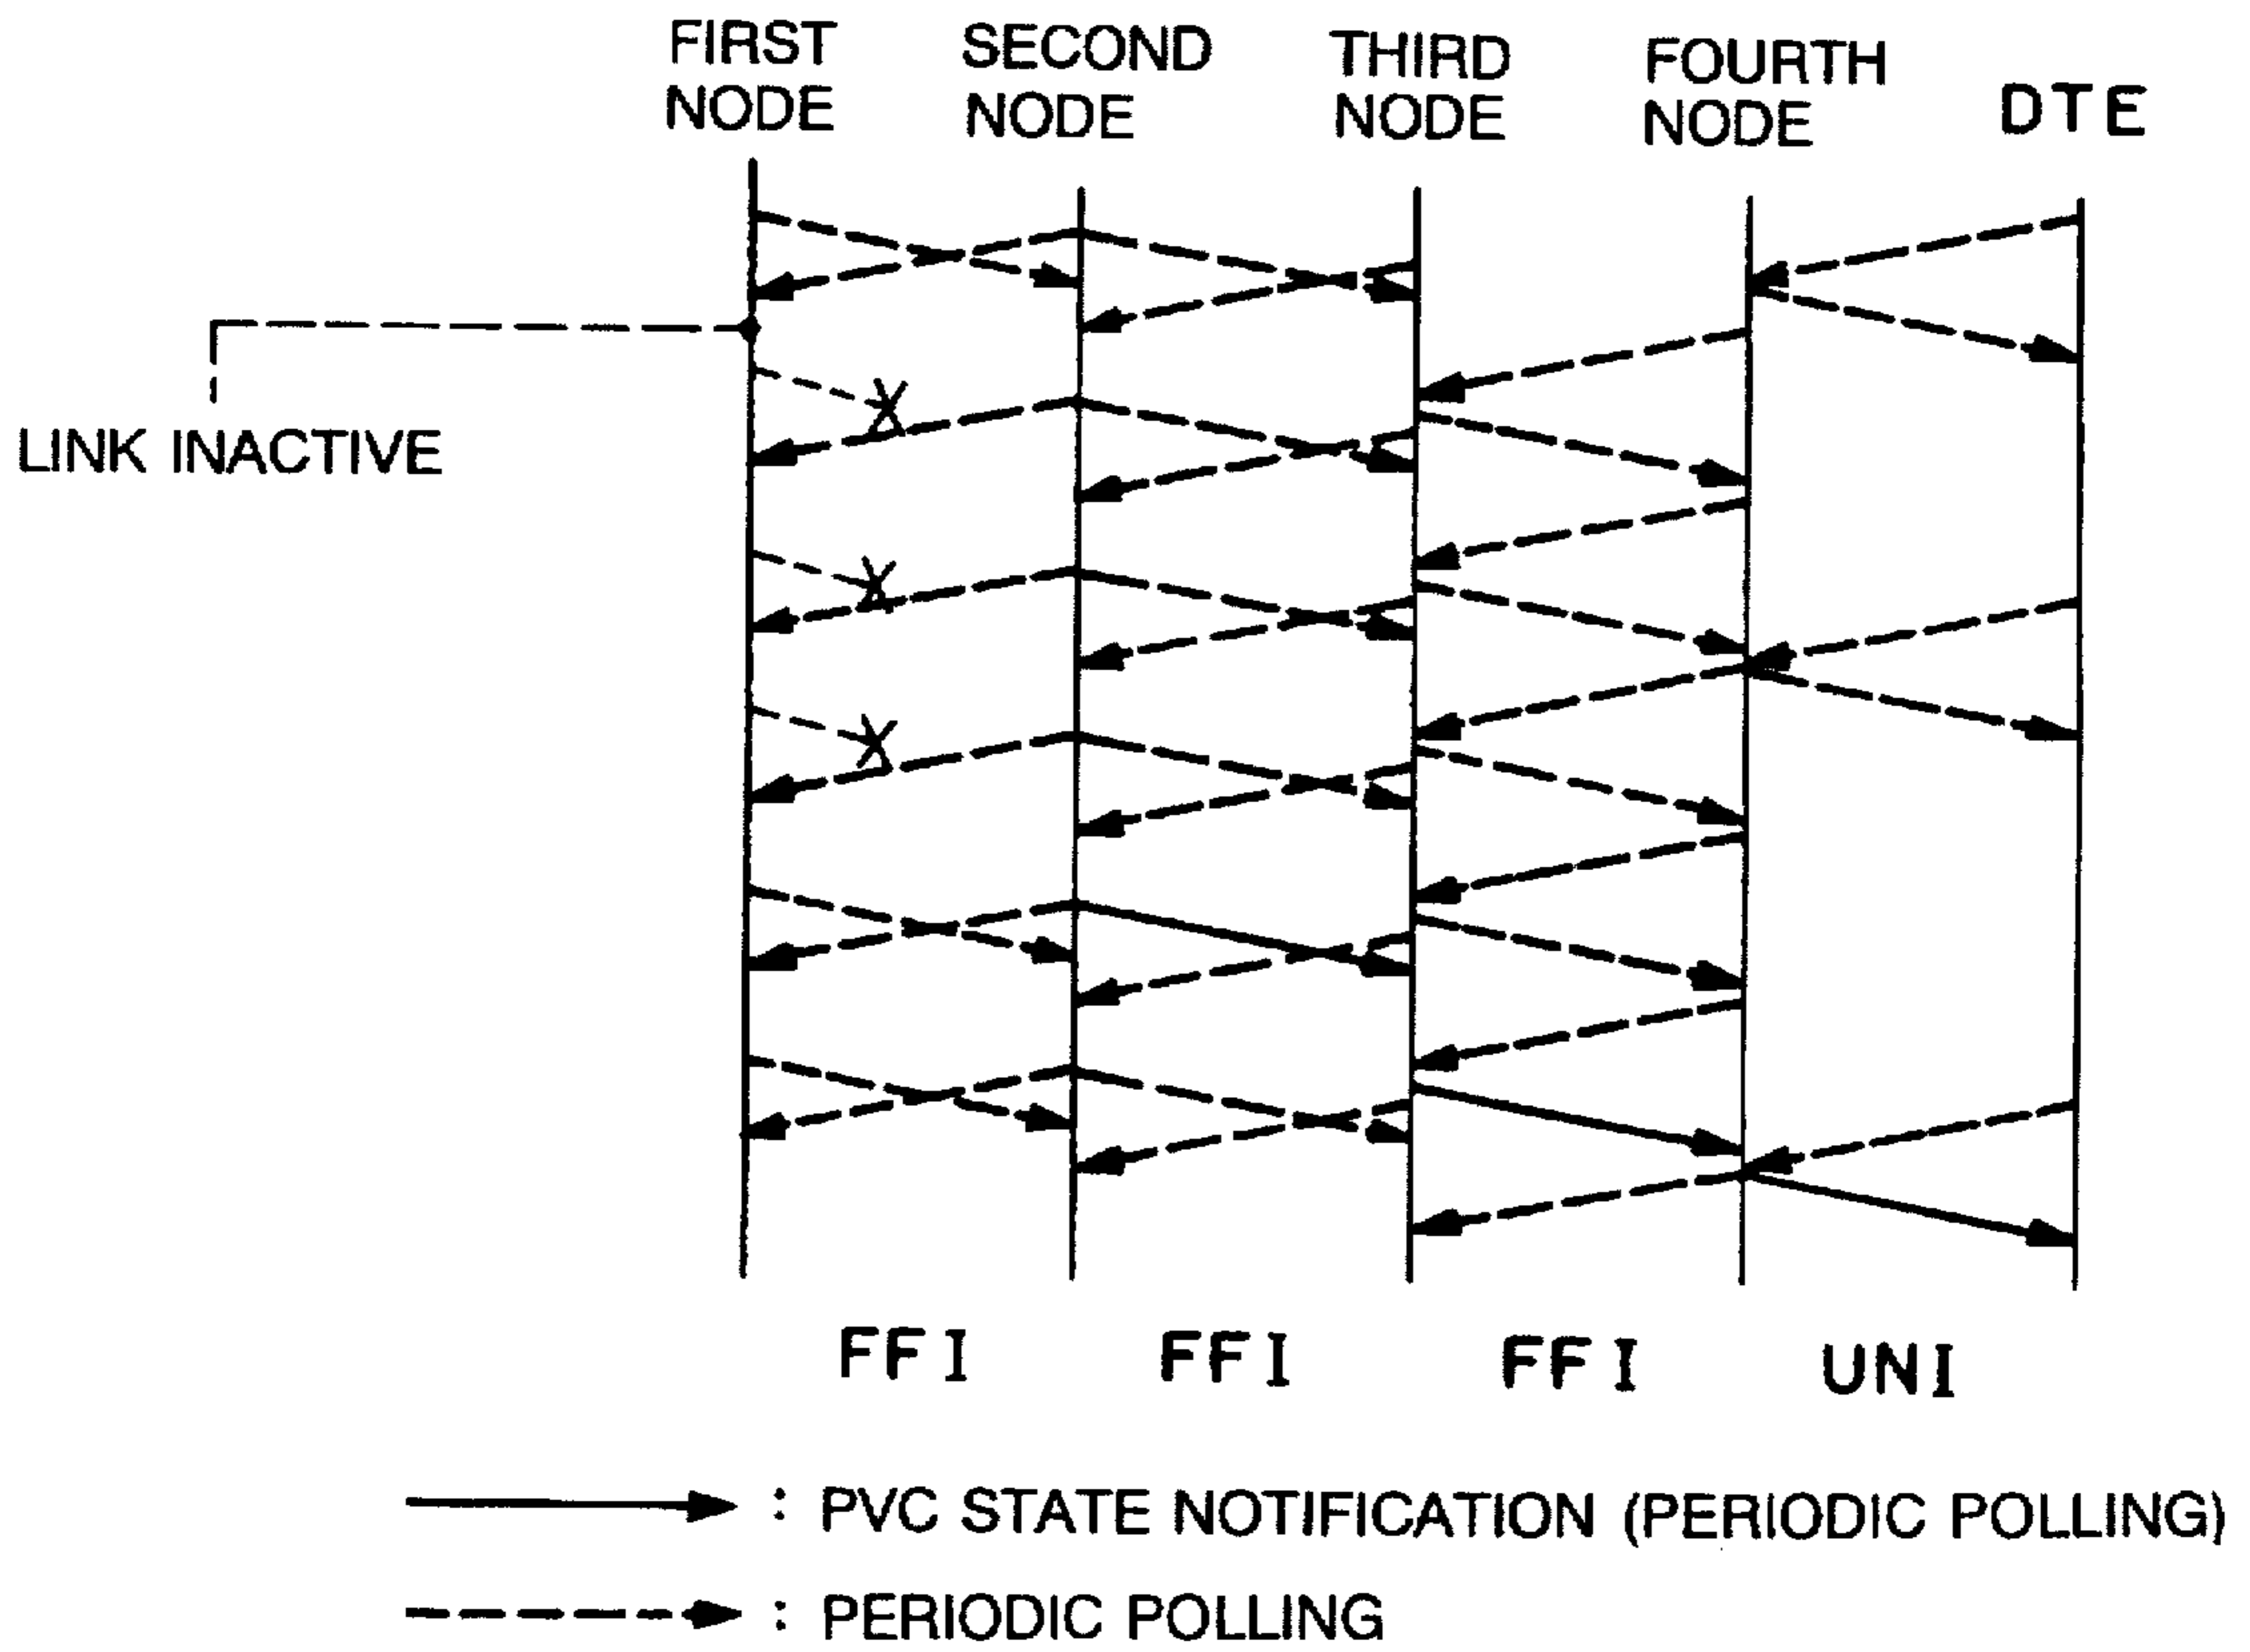 FIRST NODE
SECOND NODE
THIRD NODE
FOURTH NODE
DTE
LINK INACTIVE
FFI
FFI
FFI
UNI
: PVC STATE NOTIFICATION (PERIODIC POLLING)
: PERIODIC POLLING